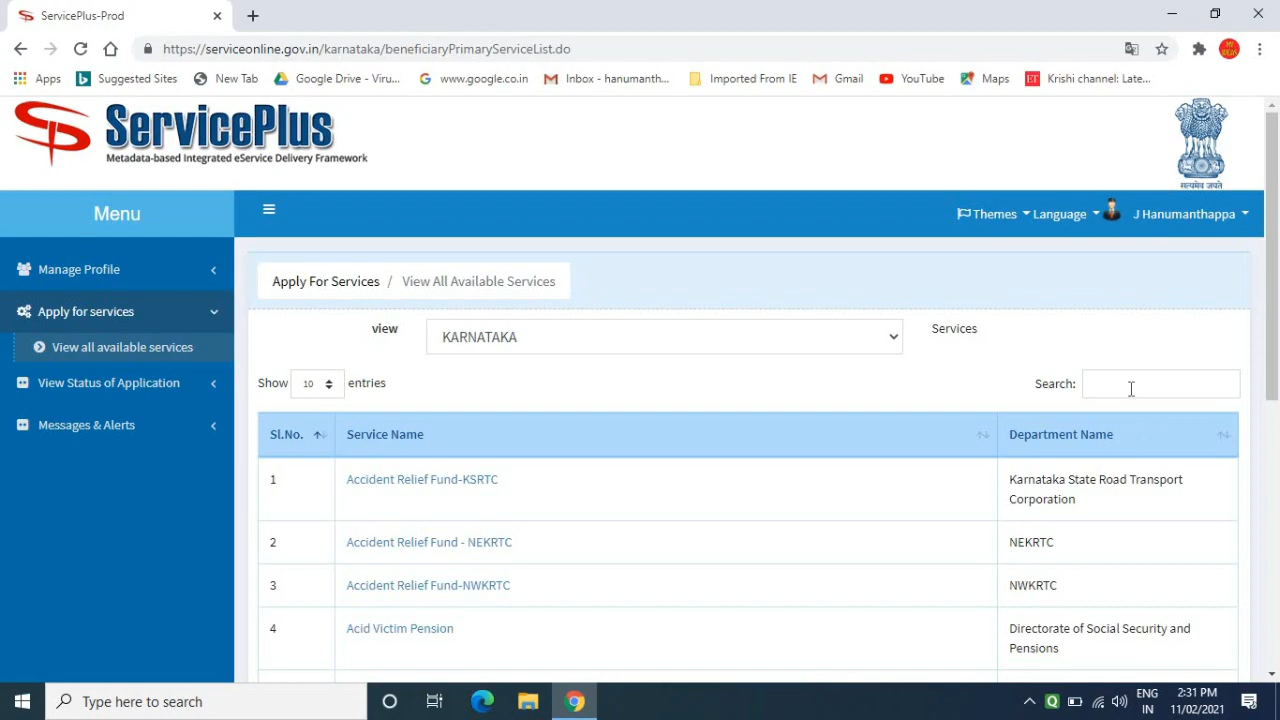 ServicePlus-Prod
https://serviceonline.gov.in/karnataka/beneficiaryPrimaryServiceList.do
MY IDEAS
Apps
Suggested Sites
New Tab
Google Drive - Viru...
www.google.co.in
Inbox - hanumanth...
Imported From IE
Gmail
YouTube
Maps
ET
Krishi channel: Late...
ServicePlus
Metadata-based Integrated eService Delivery Framework
सत्यमेव जयते
Menu
Themes
Language
J Hanumanthappa
Manage Profile
Apply for services
View all available services
View Status of Application
Messages & Alerts
Apply For Services / View All Available Services
view
KARNATAKA
Services
Show 10 entries
Search:
Sl.No.
Service Name
Department Name
1
Accident Relief Fund-KSRTC
Karnataka State Road Transport
Corporation
2
Accident Relief Fund - NEKRTC
NEKRTC
3
Accident Relief Fund-NWKRTC
NWKRTC
4
Acid Victim Pension
Directorate of Social Security and
Pensions
Type here to search
ENG
IN
2:31 PM
11/02/2021